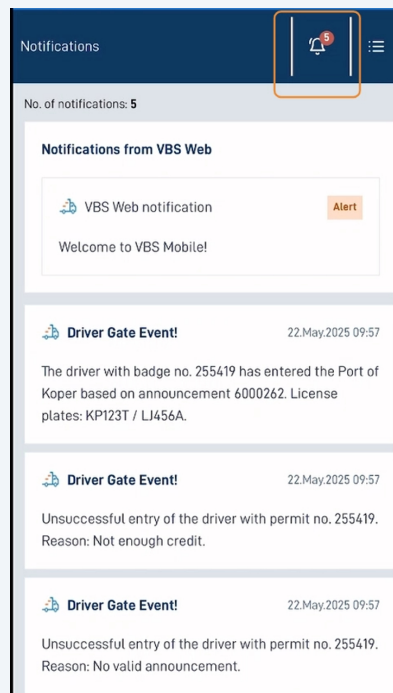 Notifications
5
No. of notifications: 5
Notifications from VBS Web
VBS Web notification
Alert
Welcome to VBS Mobile!
Driver Gate Event!
22.May.2025 09:57
The driver with badge no. 255419 has entered the Port of
Koper based on announcement 6000262. License
plates: KP123T / LJ456A.
Driver Gate Event!
22.May.2025 09:57
Unsuccessful entry of the driver with permit no. 255419.
Reason: Not enough credit.
Driver Gate Event!
22.May.2025 09:57
Unsuccessful entry of the driver with permit no. 255419.
Reason: No valid announcement.